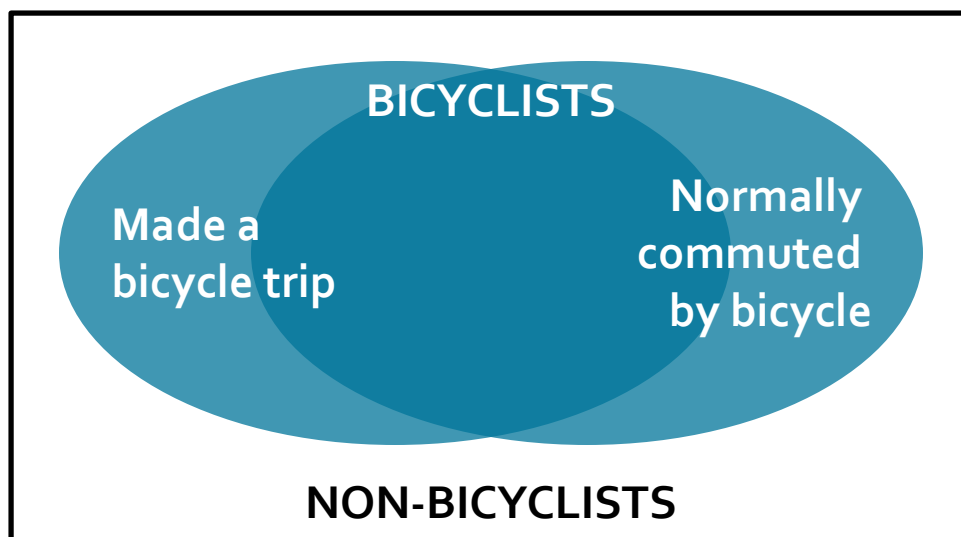 BICYCLISTS
Made a
bicycle trip
Normally
commuted
by bicycle
NON-BICYCLISTS